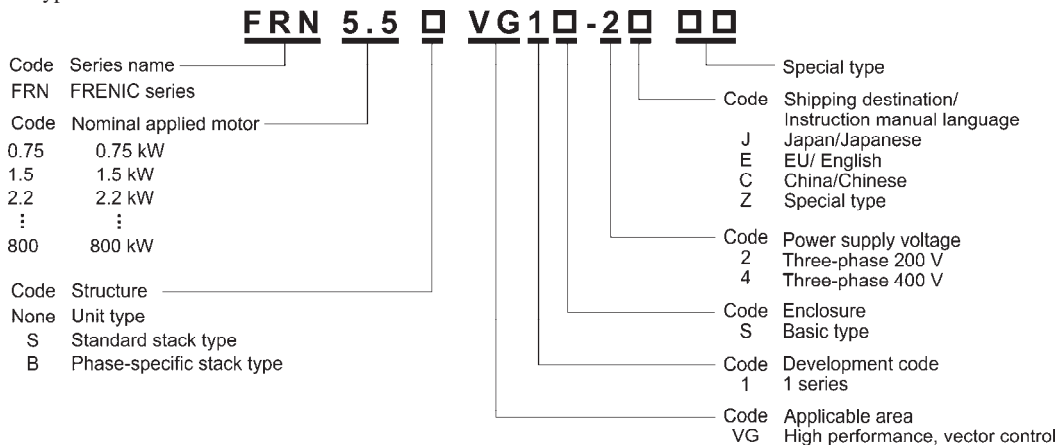 FRN 5.5 □ VG1□-2□ □□
Code Series name
FRN FRENIC series
Code Nominal applied motor
0.75 0.75 kW
1.5 1.5 kW
2.2 2.2 kW
⋮ ⋮
800 800 kW
Code Structure
None Unit type
S Standard stack type
B Phase-specific stack type
Special type
Code Shipping destination/
Instruction manual language
J Japan/Japanese
E EU/ English
C China/Chinese
Z Special type
Code Power supply voltage
2 Three-phase 200 V
4 Three-phase 400 V
Code Enclosure
S Basic type
Code Development code
1 1 series
Code Applicable area
VG High performance, vector control